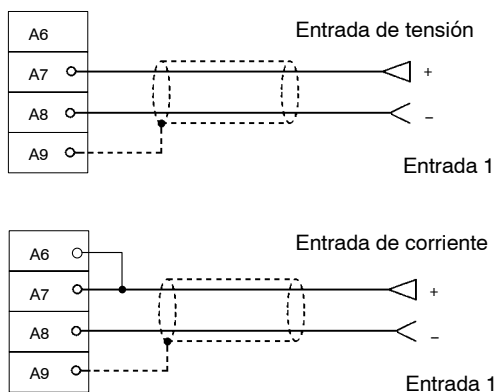 Entrada de tensión
A6
A7 +
A8 −
A9
Entrada 1
Entrada de corriente
A6
A7 +
A8 −
A9
Entrada 1